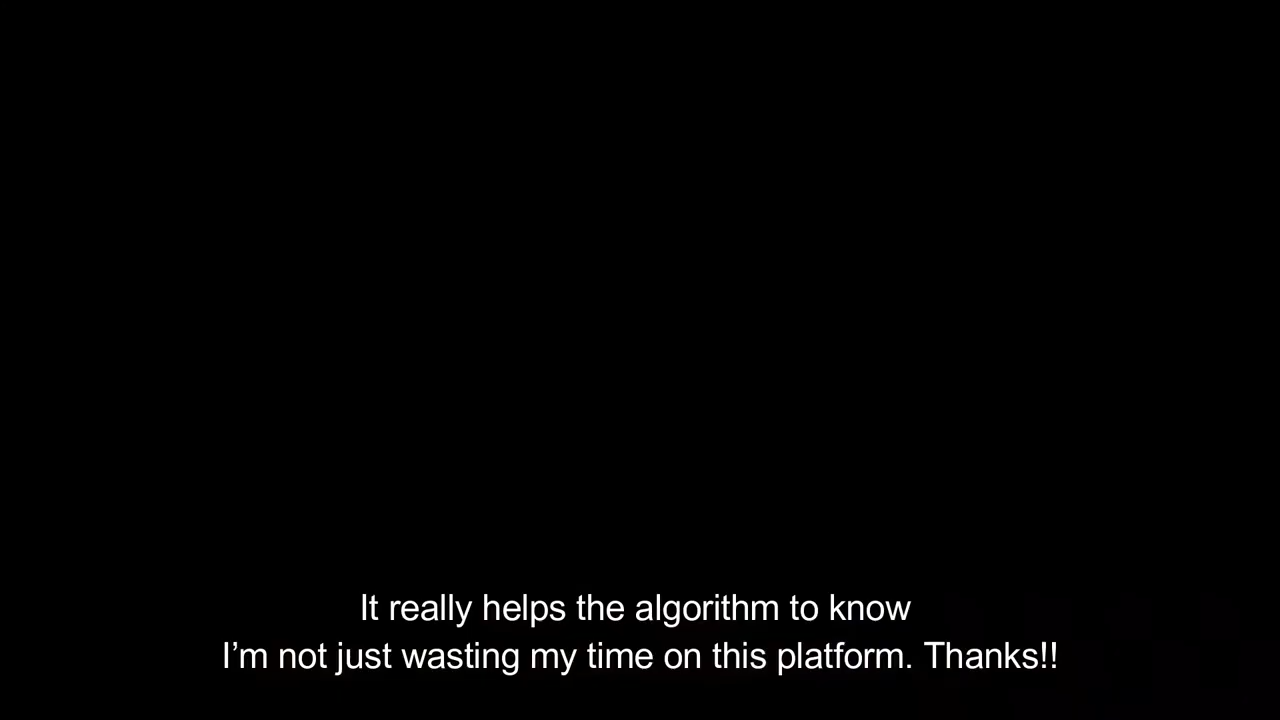 It really helps the algorithm to know
I’m not just wasting my time on this platform. Thanks!!